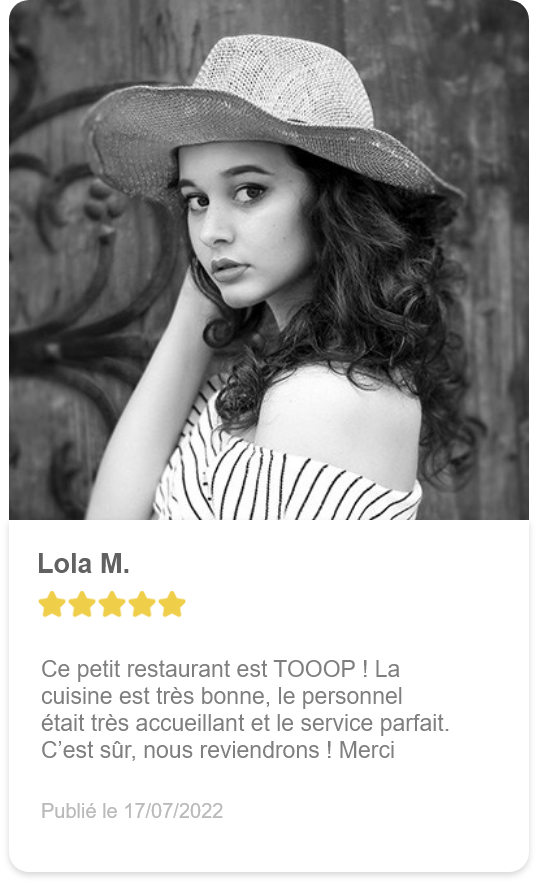 Lola M.
Ce petit restaurant est TOOOP ! La
cuisine est très bonne, le personnel
était très accueillant et le service parfait.
C’est sûr, nous reviendrons ! Merci
Publié le 17/07/2022